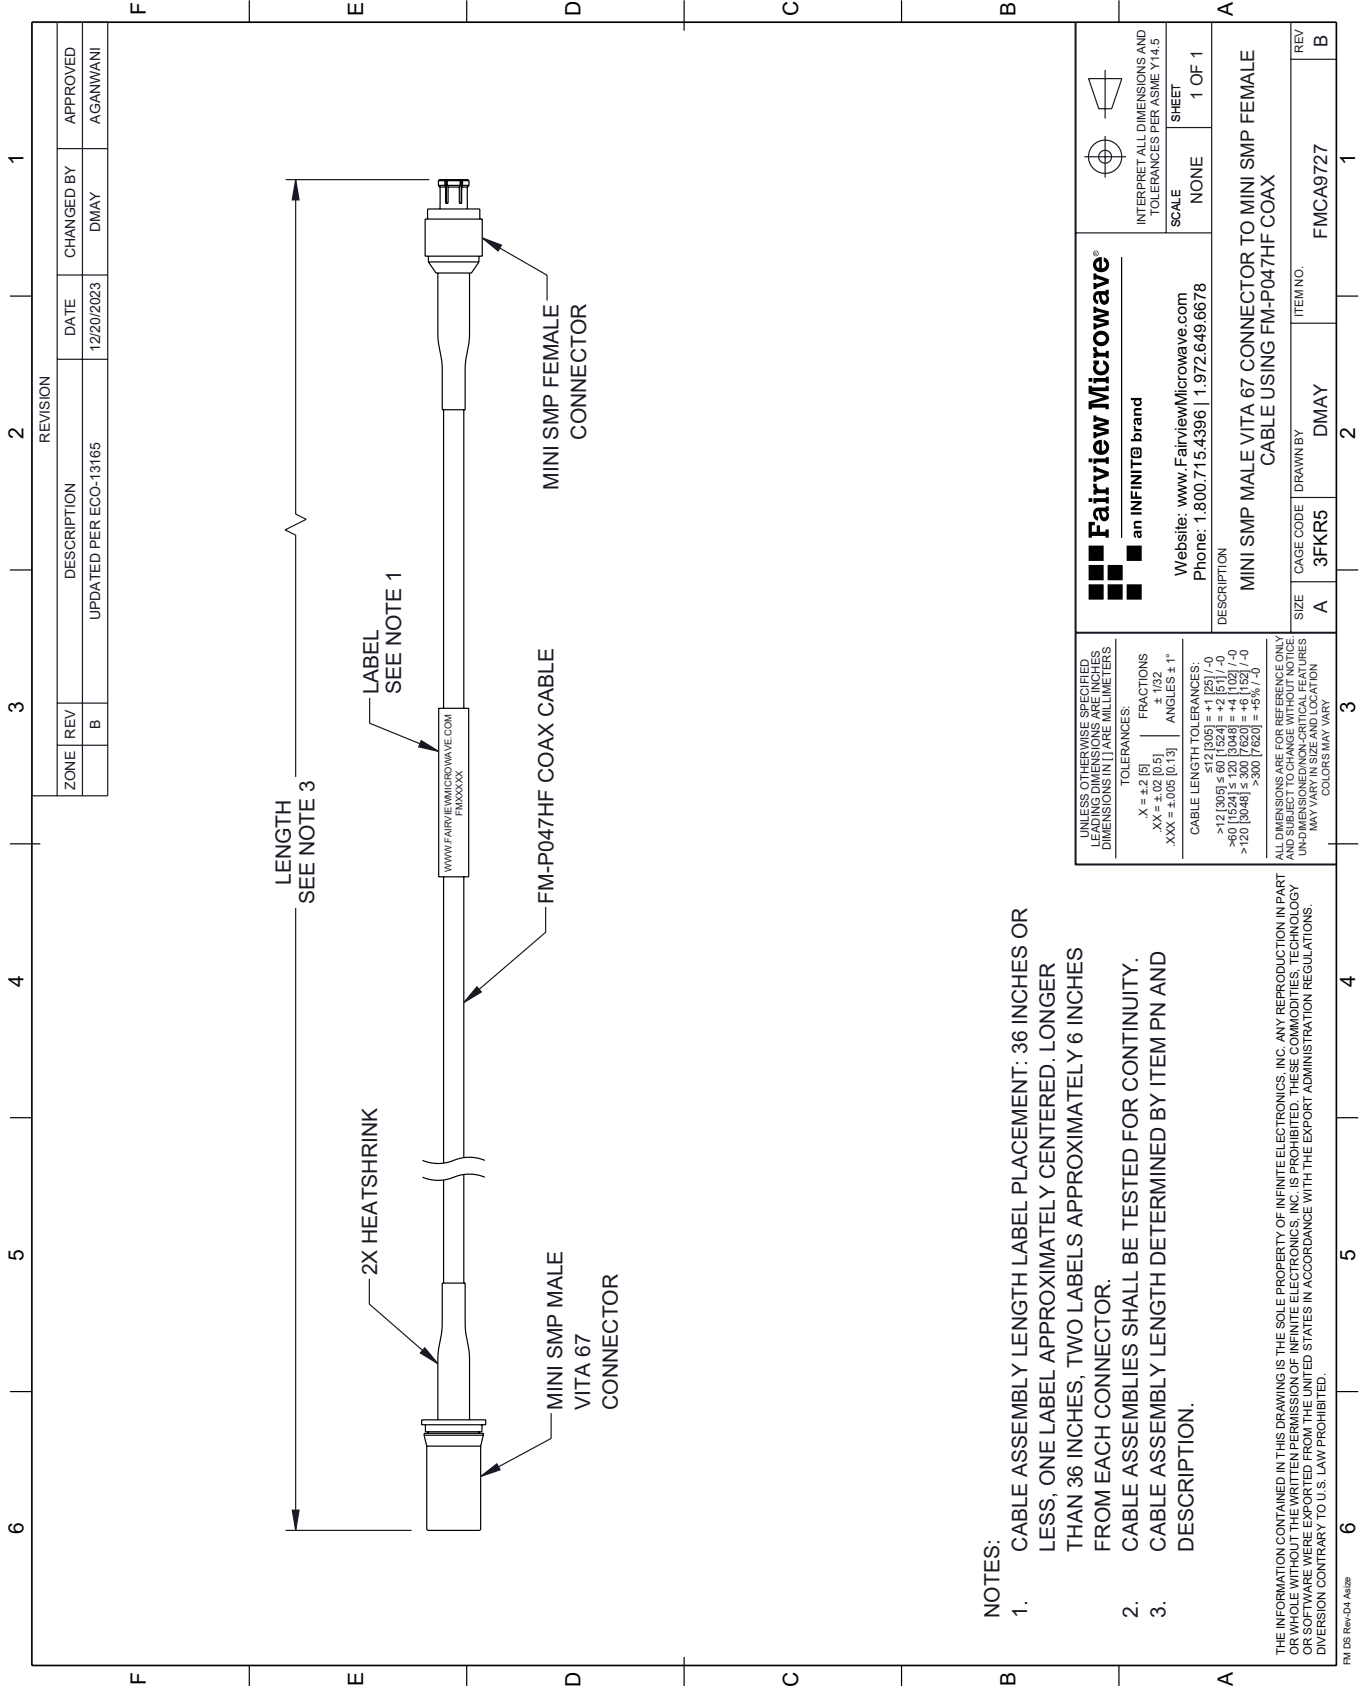 6
5
4
3
2
1
F
E
D
C
B
A
F
E
D
C
B
A
REVISION
ZONE REV DESCRIPTION DATE CHANGED BY APPROVED
B UPDATED PER ECO-13165 12/20/2023 DMAY AGANWANI
LENGTH
SEE NOTE 3
LABEL
SEE NOTE 1
2X HEATSHRINK
WWW.FAIRVIEWMICROWAVE.COM
FMXXXXX
FM-P047HF COAX CABLE
MINI SMP MALE
VITA 67
CONNECTOR
MINI SMP FEMALE
CONNECTOR
NOTES:
1. CABLE ASSEMBLY LENGTH LABEL PLACEMENT: 36 INCHES OR
LESS, ONE LABEL APPROXIMATELY CENTERED. LONGER
THAN 36 INCHES, TWO LABELS APPROXIMATELY 6 INCHES
FROM EACH CONNECTOR.
2. CABLE ASSEMBLIES SHALL BE TESTED FOR CONTINUITY.
3. CABLE ASSEMBLY LENGTH DETERMINED BY ITEM PN AND
DESCRIPTION.
THE INFORMATION CONTAINED IN THIS DRAWING IS THE SOLE PROPERTY OF INFINITE ELECTRONICS, INC. ANY REPRODUCTION IN PART
OR WHOLE WITHOUT THE WRITTEN PERMISSION OF INFINITE ELECTRONICS, INC. IS PROHIBITED. THESE COMMODITIES, TECHNOLOGY
OR SOFTWARE WERE EXPORTED FROM THE UNITED STATES IN ACCORDANCE WITH THE EXPORT ADMINISTRATION REGULATIONS.
DIVERSION CONTRARY TO U.S. LAW PROHIBITED.
UNLESS OTHERWISE SPECIFIED
LEADING DIMENSIONS ARE INCHES
DIMENSIONS IN [ ] ARE MILLIMETERS
TOLERANCES:
.X = ±.2 [5] FRACTIONS
.XX = ±.02 [0.5] ± 1/32
.XXX = ±.005 [0.13] ANGLES ± 1°
CABLE LENGTH TOLERANCES:
≤12 [305] = +1 [25] / -0
>12 [305] ≤ 60 [1524] = +2 [51] / -0
>60 [1524] ≤ 120 [3048] = +4 [102] / -0
>120 [3048] ≤ 300 [7620] = +6 [152] / -0
>300 [7620] = +5% / -0
ALL DIMENSIONS ARE FOR REFERENCE ONLY
AND SUBJECT TO CHANGE WITHOUT NOTICE.
UN-DIMENSIONED/NON-CRITICAL FEATURES
MAY VARY IN SIZE AND LOCATION
COLORS MAY VARY
Fairview Microwave®
an INFINIT@ brand
Website: www.FairviewMicrowave.com
Phone: 1.800.715.4396 | 1.972.649.6678
INTERPRET ALL DIMENSIONS AND
TOLERANCES PER ASME Y14.5
SCALE NONE
SHEET 1 OF 1
DESCRIPTION
MINI SMP MALE VITA 67 CONNECTOR TO MINI SMP FEMALE
CABLE USING FM-P047HF COAX
SIZE CAGE CODE DRAWN BY ITEM NO. REV
A 3FKR5 DMAY FMCA9727 B
FM DS Rev-D4 Asize
6
5
4
3
2
1